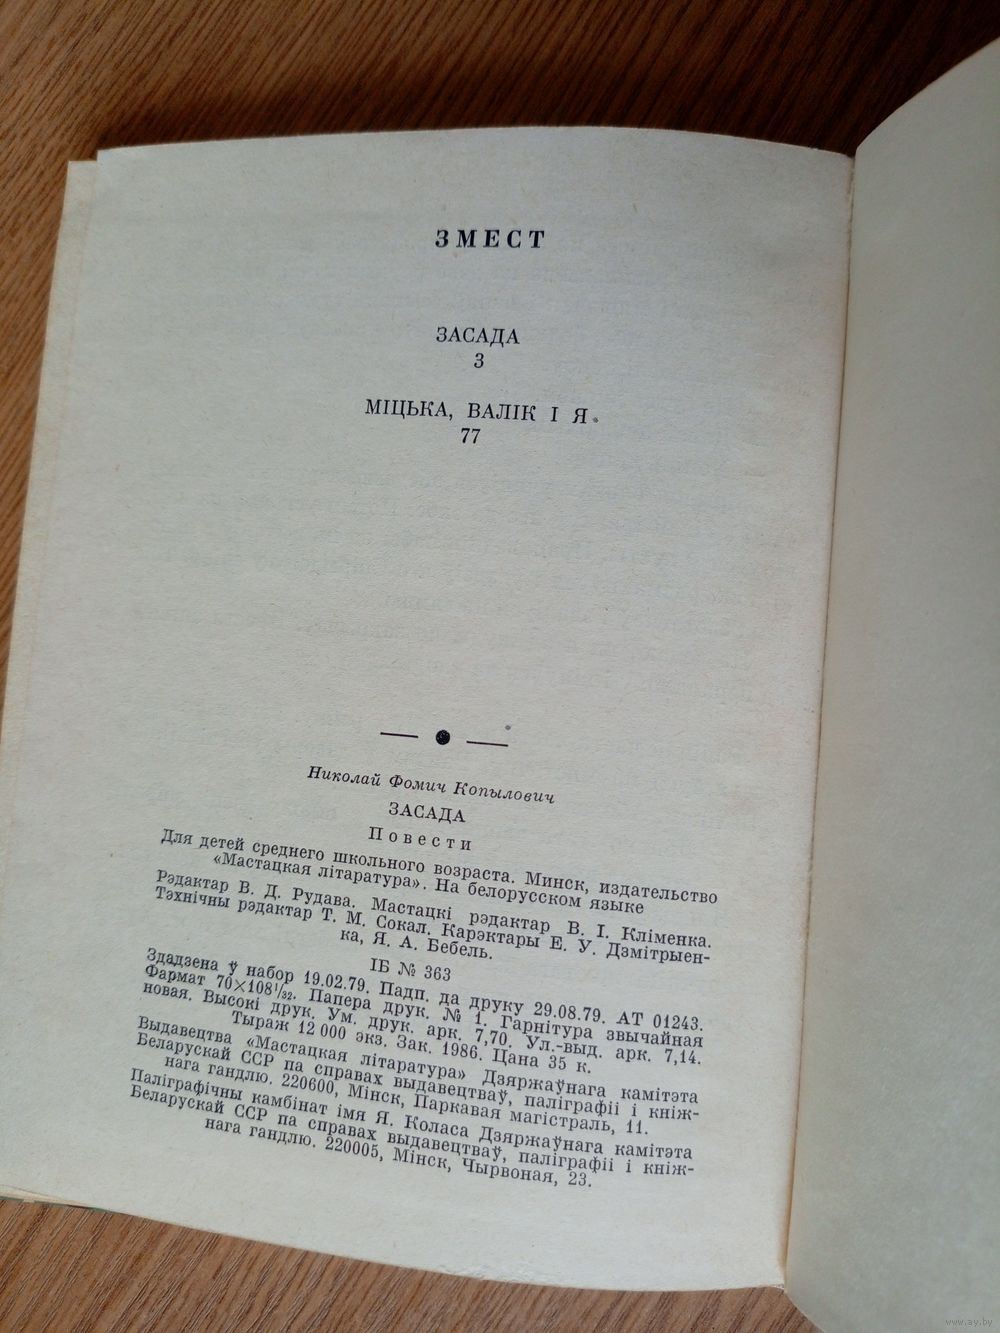 ЗМЕСТ
ЗАСАДА
3
МІЦЬКА, ВАЛІК І Я
77
Николай Фомич Копылович
ЗАСАДА
Повести
Для детей среднего школьного возраста. Минск, издательство
«Мастацкая літаратура». На белорусском языке
Рэдактар В. Д. Рудава. Мастацкі рэдактар В. І. Кліменка.
Тэхнічны рэдактар Т. М. Сокал. Карэктары Е. У. Дзмітрыен-
ка, Я. А. Бебель.
ІБ № 363
Здадзена ў набор 19.02.79. Падп. да друку 29.08.79. АТ 01243.
Фармат 70×108 1/32. Папера друк. № 1. Гарнітура звычайная
новая. Высокі друк. Ум. друк. арк. 7,70. Ул.-выд. арк. 7,14.
Тыраж 12 000 экз. Зак. 1986. Цана 35 к.
Выдавецтва «Мастацкая літаратура» Дзяржаўнага камітэта
Беларускай ССР па справах выдавецтваў, паліграфіі і кніж-
нага гандлю. 220600, Мінск, Паркавая магістраль, 11.
Паліграфічны камбінат імя Я. Коласа Дзяржаўнага камітэта
Беларускай ССР па справах выдавецтваў, паліграфіі і кніж-
нага гандлю. 220005, Мінск, Чырвоная, 23.
www.ay.by